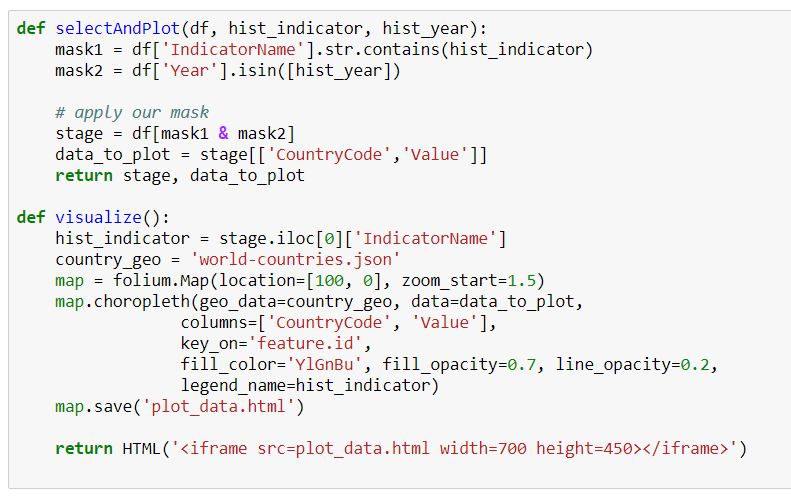 def selectAndPlot(df, hist_indicator, hist_year):
    mask1 = df['IndicatorName'].str.contains(hist_indicator)
    mask2 = df['Year'].isin([hist_year])

    # apply our mask
    stage = df[mask1 & mask2]
    data_to_plot = stage[['CountryCode','Value']]
    return stage, data_to_plot

def visualize():
    hist_indicator = stage.iloc[0]['IndicatorName']
    country_geo = 'world-countries.json'
    map = folium.Map(location=[100, 0], zoom_start=1.5)
    map.choropleth(geo_data=country_geo, data=data_to_plot,
                 columns=['CountryCode', 'Value'],
                 key_on='feature.id',
                 fill_color='YlGnBu', fill_opacity=0.7, line_opacity=0.2,
                 legend_name=hist_indicator)
    map.save('plot_data.html')

    return HTML('<iframe src=plot_data.html width=700 height=450></iframe>')